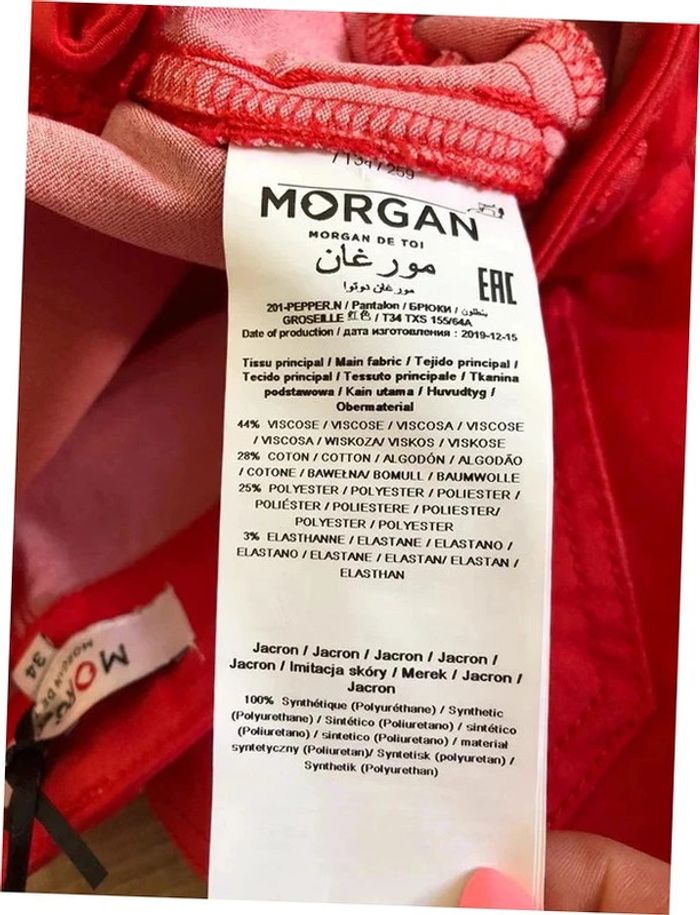 MORGAN
MORGAN DE TOI
مورغان
مورغان دوتوا
EAC
201-PEPPER.N / Pantalon / БРЮКИ / بنطلون
GROSEILLE 红色 / T34 TXS 155/64A
Date of production / дата изготовления : 2019-12-15
Tissu principal / Main fabric / Tejido principal /
Tecido principal / Tessuto principale / Tkanina
podstawowa / Kain utama / Huvudtyg /
Obermaterial
44% VISCOSE / VISCOSE / VISCOSA / VISCOSE
/ VISCOSA / WISKOZA/ VISKOS / VISKOSE
28% COTON / COTTON / ALGODÓN / ALGODÃO
/ COTONE / BAWEŁNA/ BOMULL / BAUMWOLLE
25% POLYESTER / POLYESTER / POLIESTER /
POLIÉSTER / POLIESTERE / POLIESTER/
POLYESTER / POLYESTER
3% ELASTHANNE / ELASTANE / ELASTANO /
ELASTANO / ELASTANE / ELASTAN/ ELASTAN /
ELASTHAN
Jacron / Jacron / Jacron / Jacron /
Jacron / Imitacja skóry / Merek / Jacron /
Jacron
100% Synthétique (Polyuréthane) / Synthetic
(Polyurethane) / Sintético (Poliuretano) / sintético
(Poliuretano) / sintetico (Poliuretano) / material
syntetyczny (Poliuretan)/ Syntetisk (polyuretan) /
Synthetik (Polyurethan)
MORG
MORGAN DE
34